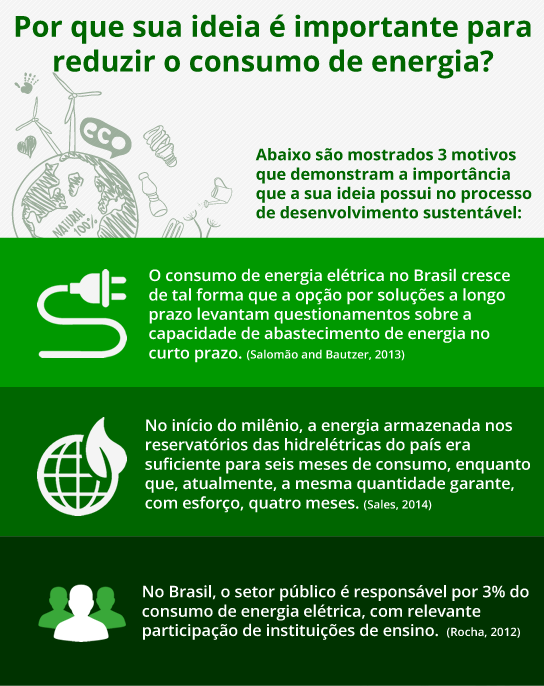 Por que sua ideia é importante para
reduzir o consumo de energia?
eco
NATURAL
100%
Abaixo são mostrados 3 motivos
que demonstram a importância
que a sua ideia possui no processo
de desenvolvimento sustentável:
O consumo de energia elétrica no Brasil cresce
de tal forma que a opção por soluções a longo
prazo levantam questionamentos sobre a
capacidade de abastecimento de energia no
curto prazo. (Salomão and Bautzer, 2013)
No início do milênio, a energia armazenada nos
reservatórios das hidrelétricas do país era
suficiente para seis meses de consumo, enquanto
que, atualmente, a mesma quantidade garante,
com esforço, quatro meses. (Sales, 2014)
No Brasil, o setor público é responsável por 3% do
consumo de energia elétrica, com relevante
participação de instituições de ensino. (Rocha, 2012)